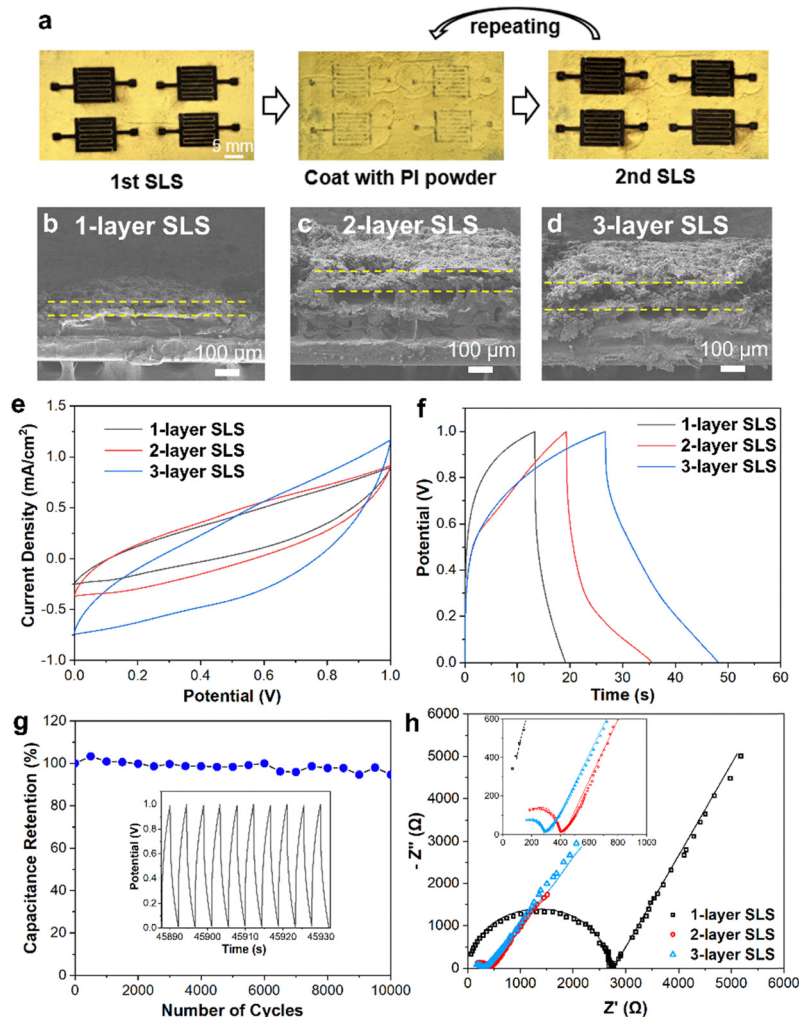 a
repeating
5 mm
1st SLS
Coat with PI powder
2nd SLS
b
1-layer SLS
100 µm
c
2-layer SLS
100 µm
d
3-layer SLS
100 µm
e
1.5
1.0
0.5
0.0
-0.5
-1.0
Current Density (mA/cm²)
1-layer SLS
2-layer SLS
3-layer SLS
0.0 0.2 0.4 0.6 0.8 1.0
Potential (V)
f
1.0
0.8
0.6
0.4
0.2
0.0
Potential (V)
1-layer SLS
2-layer SLS
3-layer SLS
0 10 20 30 40 50 60
Time (s)
g
120
100
80
60
40
20
0
Capacitance Retention (%)
1.0
0.8
0.6
0.4
0.2
0.0
Potential (V)
45890 45900 45910 45920 45930
Time (s)
0 2000 4000 6000 8000 10000
Number of Cycles
h
6000
5000
4000
3000
2000
1000
0
- Z'' (Ω)
600
400
200
0
0 200 400 600 800 1000
1-layer SLS
2-layer SLS
3-layer SLS
0 1000 2000 3000 4000 5000 6000
Z' (Ω)